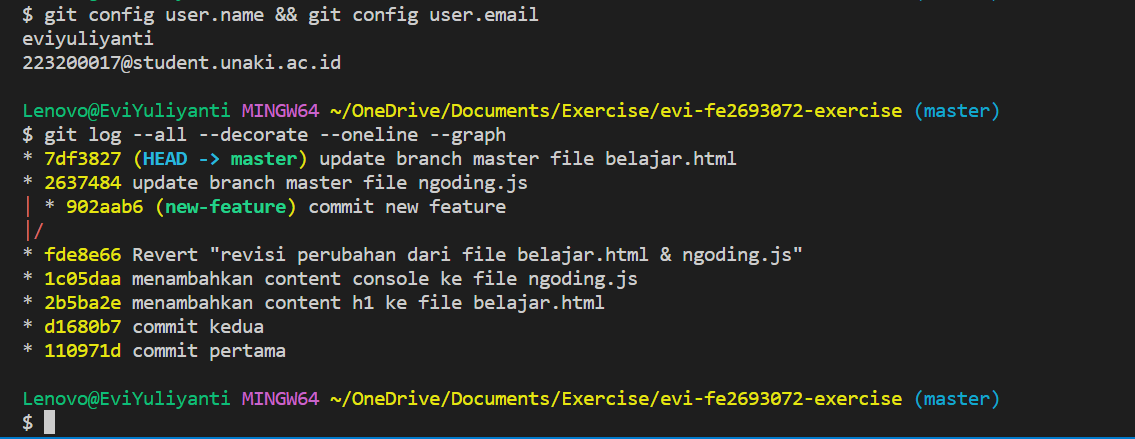 $ git config user.name && git config user.email
eviyuliyanti
223200017@student.unaki.ac.id
Lenovo@EviYuliyanti MINGW64 ~/OneDrive/Documents/Exercise/evi-fe2693072-exercise (master)
$ git log --all --decorate --oneline --graph
* 7df3827 (HEAD -> master) update branch master file belajar.html
* 2637484 update branch master file ngoding.js
| * 902aab6 (new-feature) commit new feature
|/
* fde8e66 Revert "revisi perubahan dari file belajar.html & ngoding.js"
* 1c05daa menambahkan content console ke file ngoding.js
* 2b5ba2e menambahkan content h1 ke file belajar.html
* d1680b7 commit kedua
* 110971d commit pertama
Lenovo@EviYuliyanti MINGW64 ~/OneDrive/Documents/Exercise/evi-fe2693072-exercise (master)
$